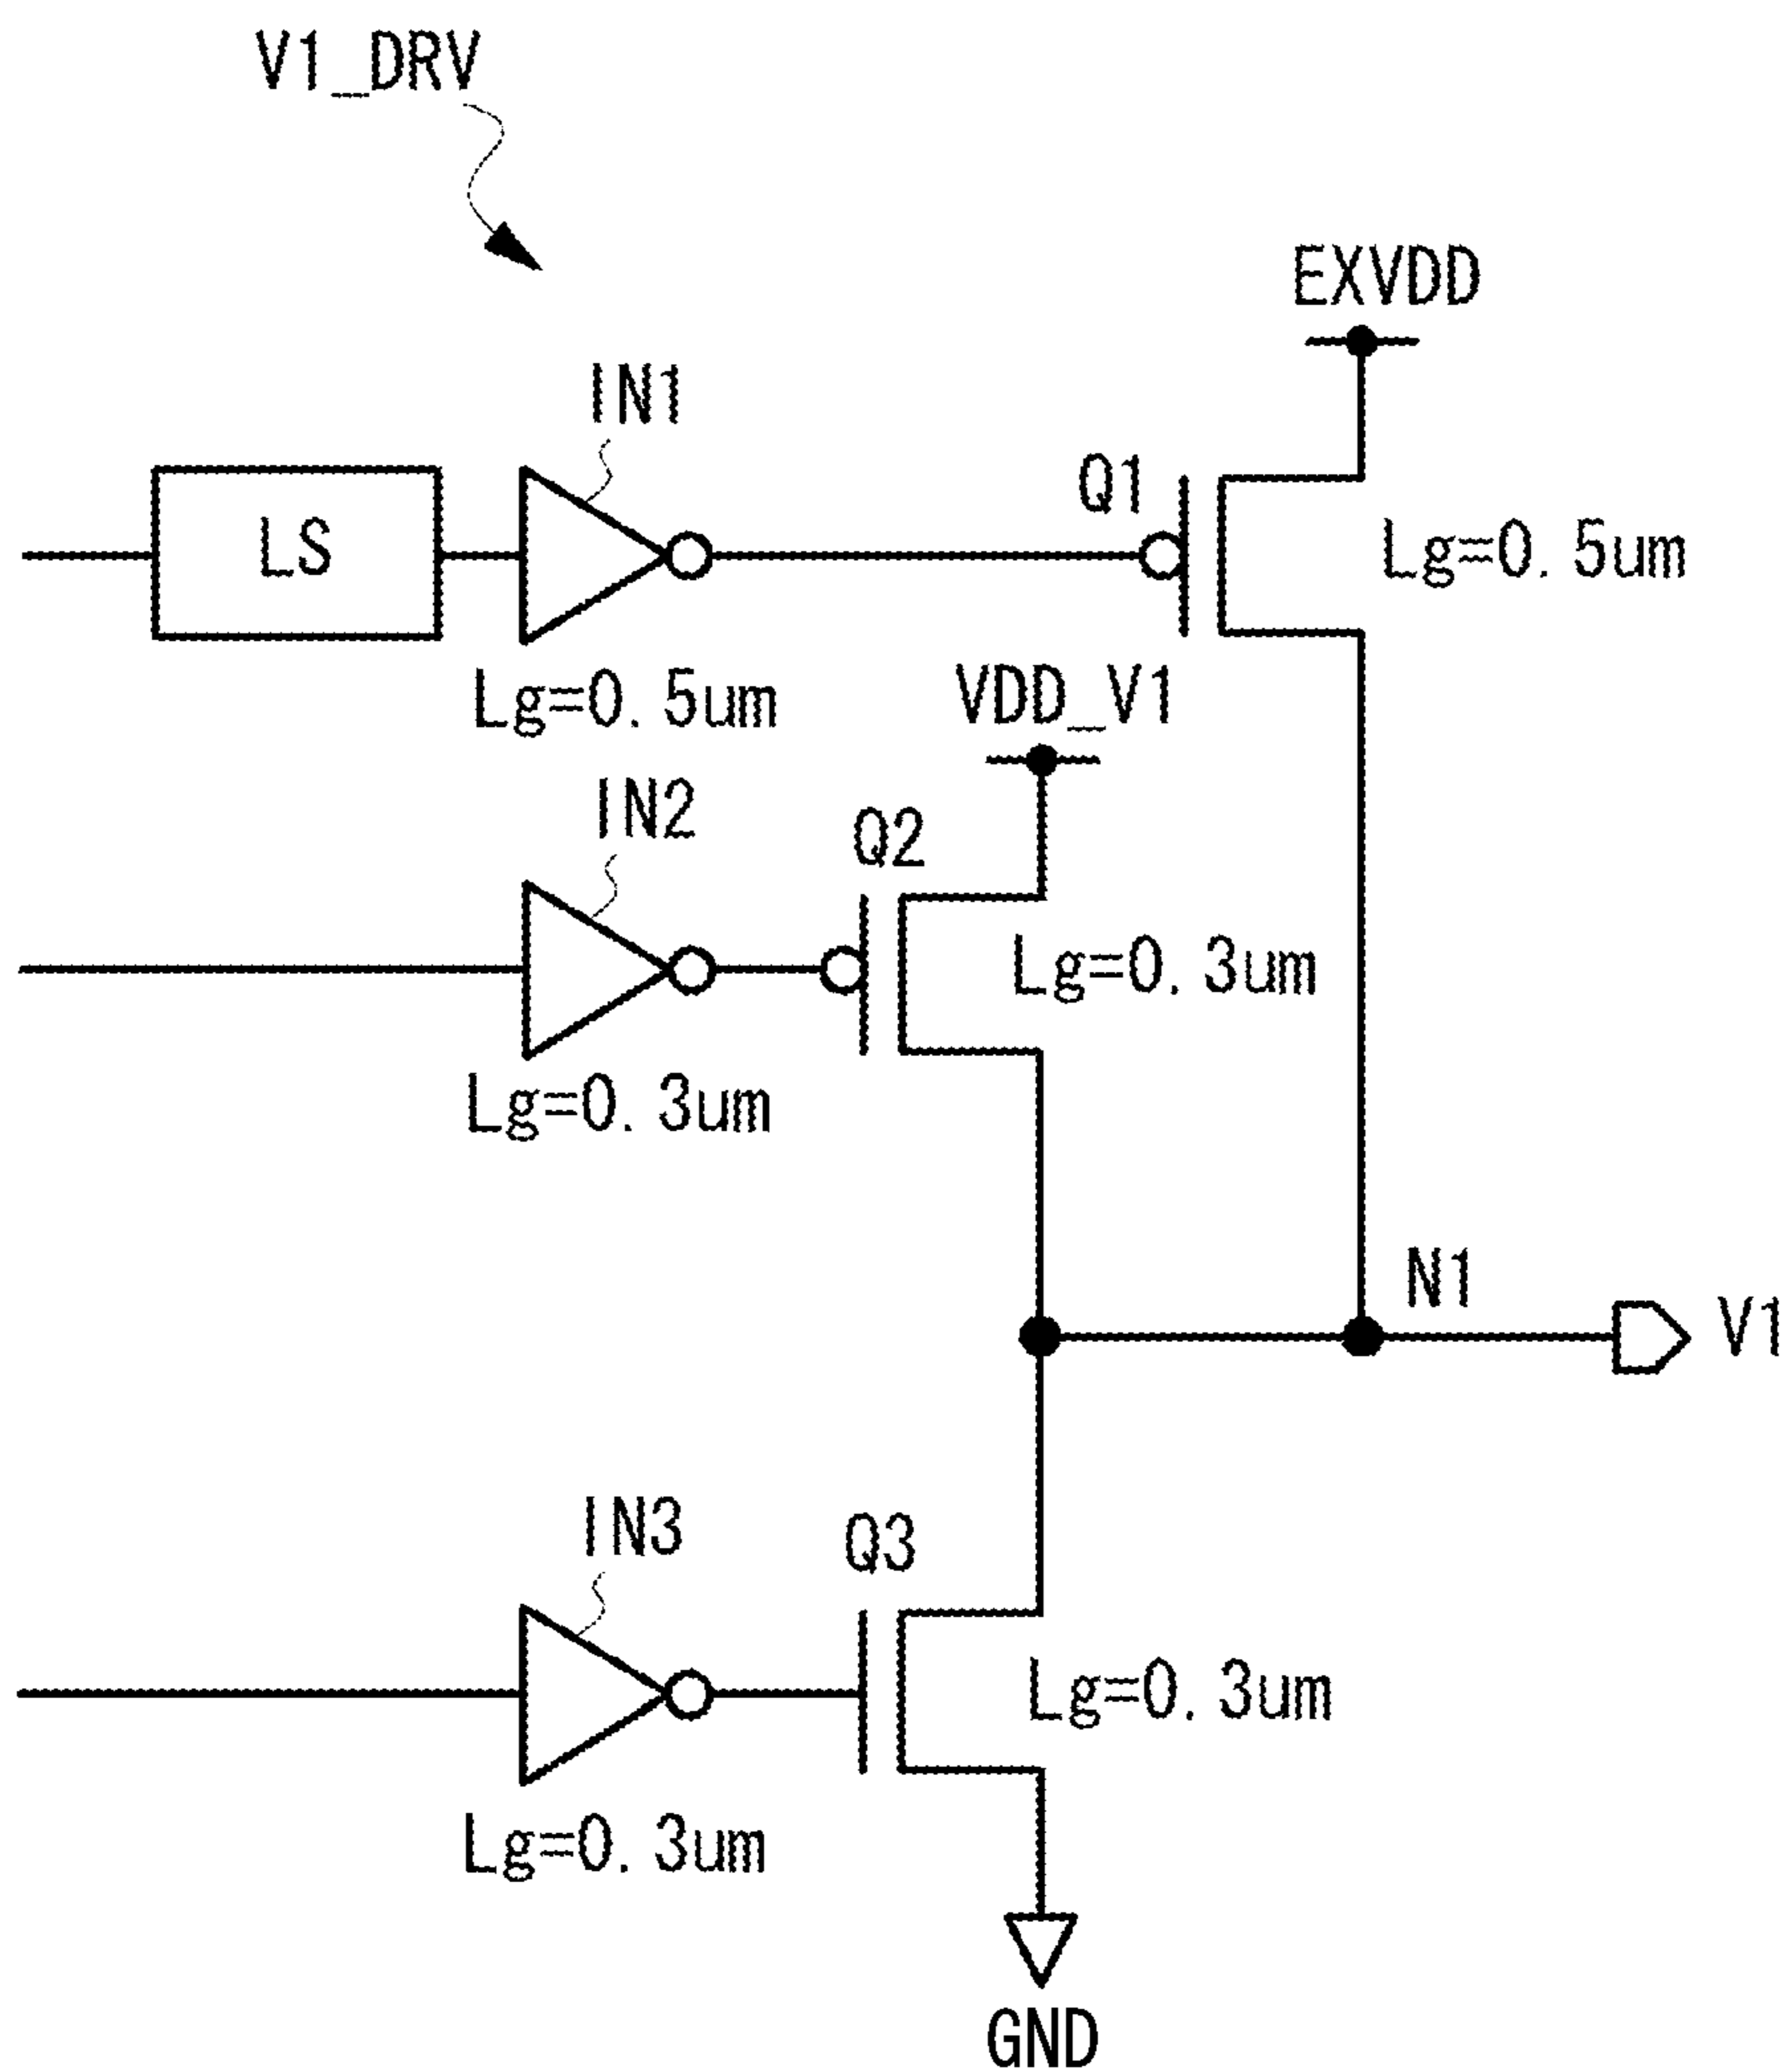 V1_DRV
EXVDD
IN1
Q1
LS
Lg=0.5um
Lg=0.5um
VDD_V1
IN2
Q2
Lg=0.3um
Lg=0.3um
N1
V1
IN3
Q3
Lg=0.3um
Lg=0.3um
GND